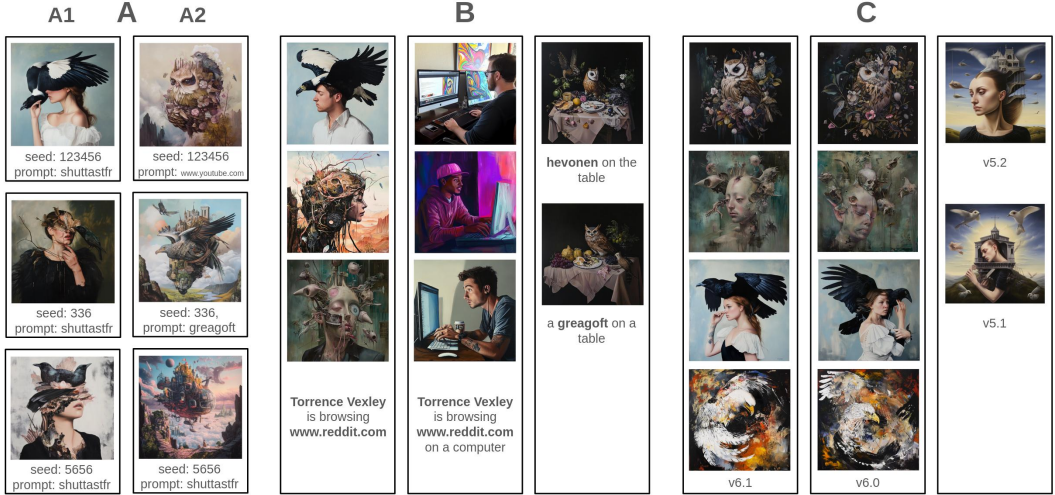 A
B
C
A1
A2
seed: 123456
prompt: shuttastfr
seed: 123456
prompt: www.youtube.com
seed: 336
prompt: shuttastfr
seed: 336,
prompt: greagoft
seed: 5656
prompt: shuttastfr
seed: 5656
prompt: shuttastfr
Torrence Vexley
is browsing
www.reddit.com
Torrence Vexley
is browsing
www.reddit.com
on a computer
hevonen on the
table
a greagoft on a
table
v6.1
v6.0
v5.2
v5.1